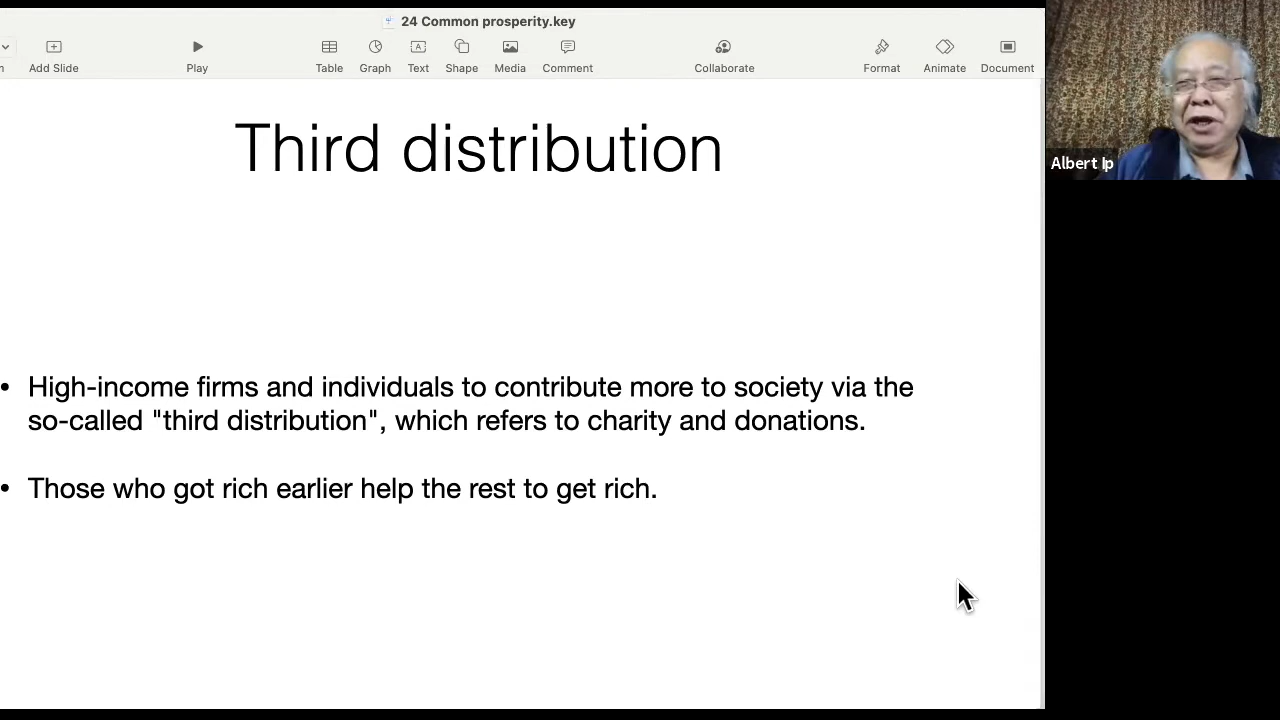 24 Common prosperity.key
Add Slide
Play
Table
Graph
Text
Shape
Media
Comment
Collaborate
Format
Animate
Document
Albert Ip
Third distribution
• High-income firms and individuals to contribute more to society via the
so-called "third distribution", which refers to charity and donations.
• Those who got rich earlier help the rest to get rich.